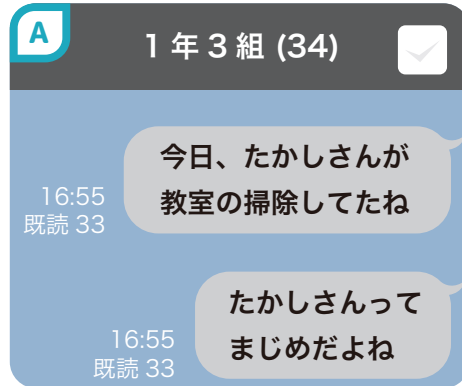 A
1年3組 (34)
今日、たかしさんが
教室の掃除してたね
16:55
既読 33
たかしさんって
まじめだよね
16:55
既読 33